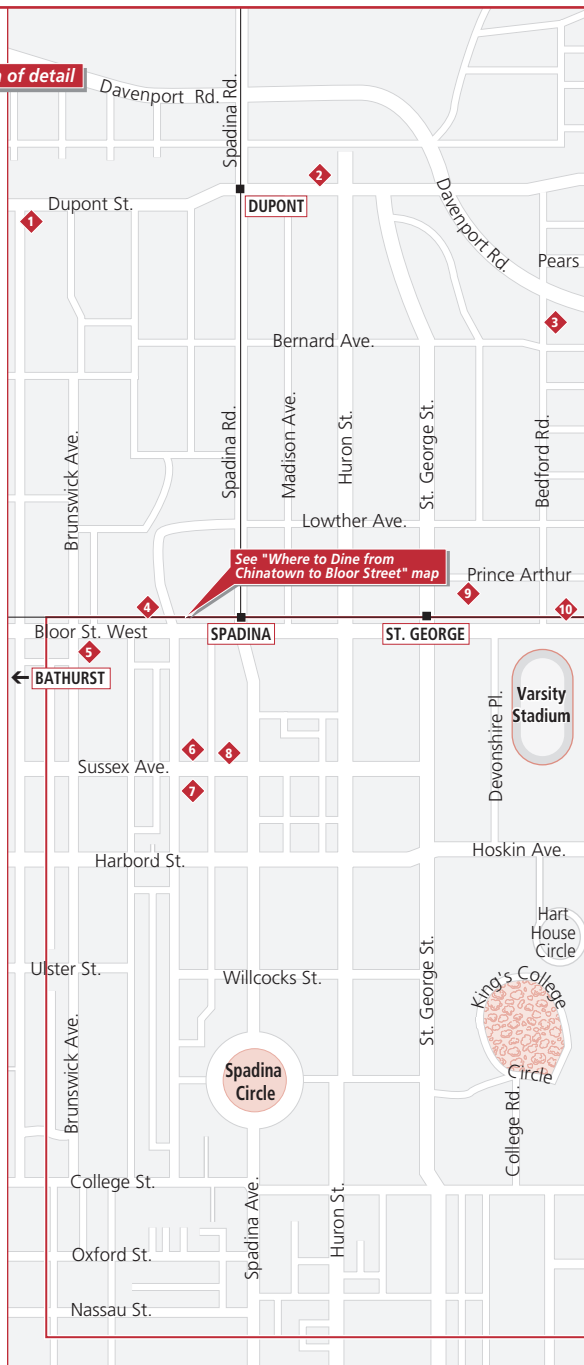 of detail
Davenport Rd.
Spadina Rd.
2
DUPONT
Dupont St.
1
Davenport Rd.
Pears
3
Bernard Ave.
Brunswick Ave.
Spadina Rd.
Madison Ave.
Huron St.
St. George St.
Bedford Rd.
Lowther Ave.
See "Where to Dine from
Chinatown to Bloor Street" map
Prince Arthur
9
4
10
Bloor St. West
SPADINA
ST. GEORGE
5
BATHURST
Varsity
Stadium
Devonshire Pl.
6
8
Sussex Ave.
7
Harbord St.
Hoskin Ave.
Hart
House
Circle
Ulster St.
Willcocks St.
St. George St.
King's College
Circle
Brunswick Ave.
Spadina
Circle
College Rd.
College St.
Spadina Ave.
Huron St.
Oxford St.
Nassau St.